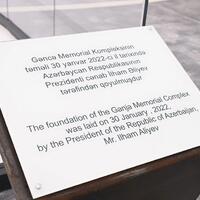 Gəncə Memorial Kompleksinin
təməli 30 yanvar 2022-ci il tarixində
Azərbaycan Respublikasının
Prezidenti cənab İlham Əliyev
tərəfindən qoyulmuşdur
The foundation of the Ganja Memorial Complex
was laid on 30 January , 2022,
by the President of the Republic of Azerbaijan,
Mr. Ilham Aliyev